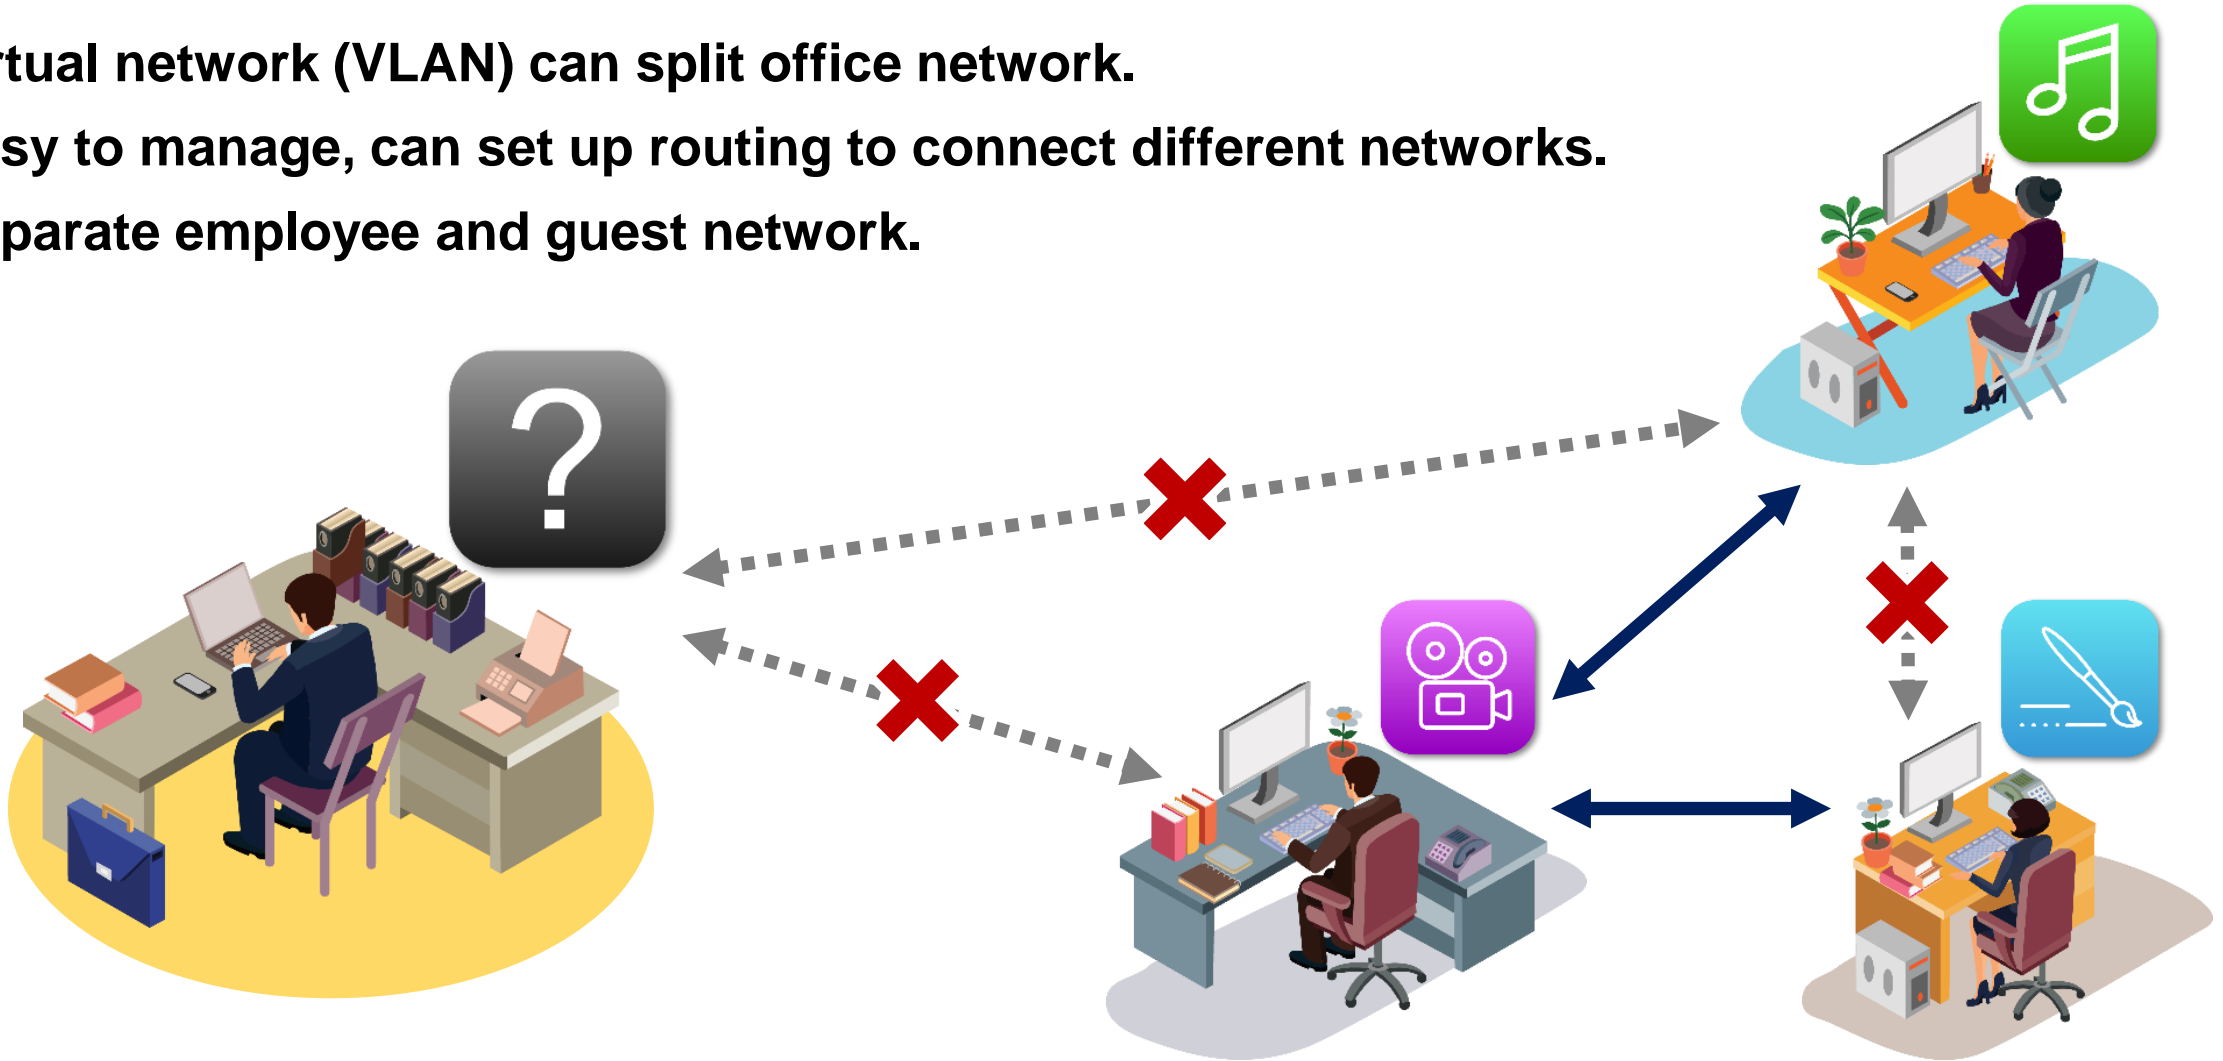 rtual network (VLAN) can split office network.
sy to manage, can set up routing to connect different networks.
parate employee and guest network.
?